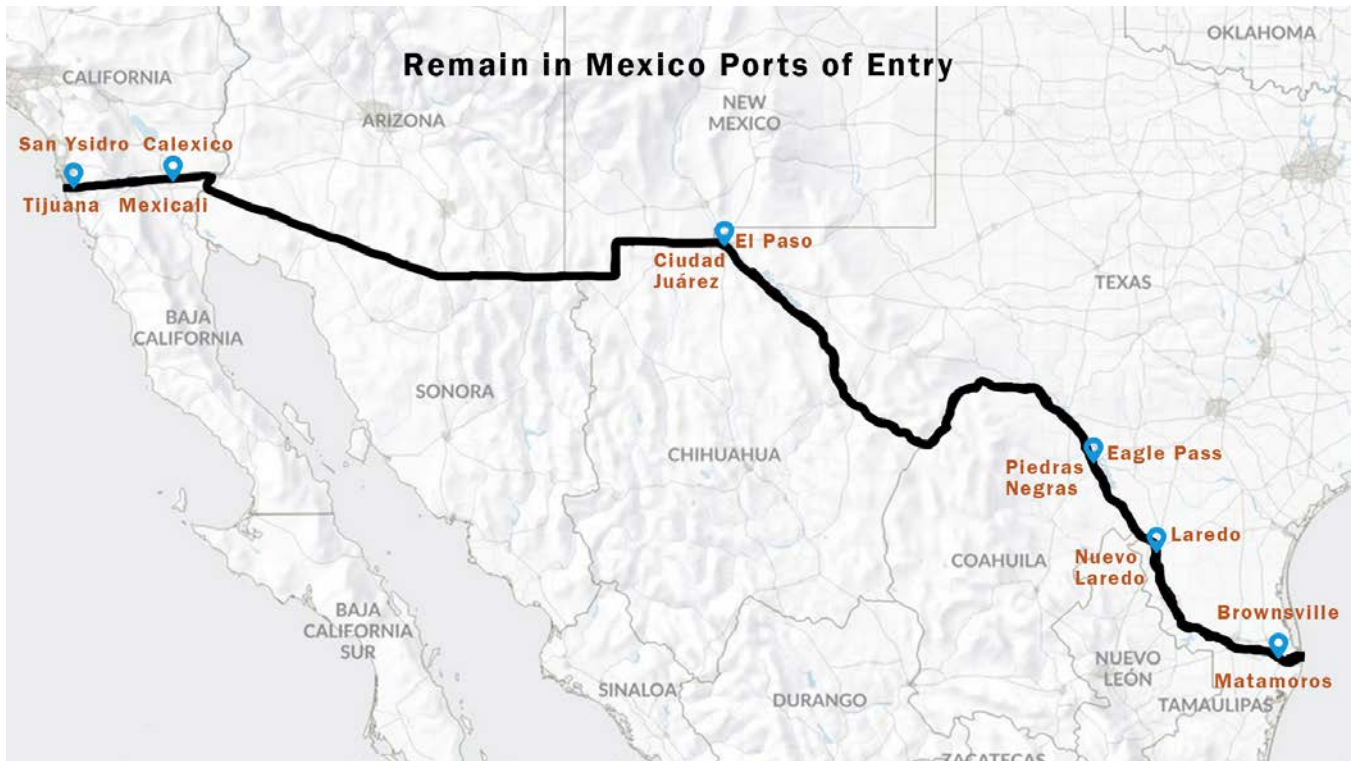 Remain in Mexico Ports of Entry
OKLAHOMA
CALIFORNIA
ARIZONA
NEW
MEXICO
San Ysidro
Calexico
Tijuana
Mexicali
El Paso
Ciudad
Juárez
TEXAS
BAJA
CALIFORNIA
SONORA
CHIHUAHUA
Eagle Pass
Piedras
Negras
Laredo
Nuevo
Laredo
COAHUILA
BAJA
CALIFORNIA
SUR
Brownsville
Matamoros
NUEVO
LEÓN
SINALOA
DURANGO
TAMAULIPAS
ZACATECAS